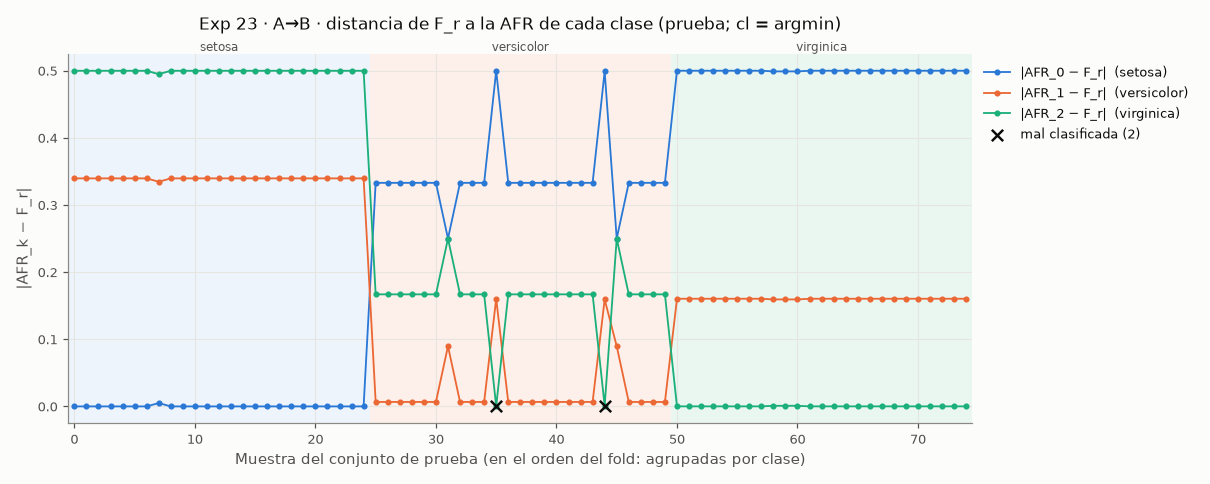 Exp 23 · A→B · distancia de F_r a la AFR de cada clase (prueba; cl = argmin)
setosa versicolor virginica
|AFR_0 − F_r| (setosa)
|AFR_1 − F_r| (versicolor)
|AFR_2 − F_r| (virginica)
mal clasificada (2)
|AFR_k − F_r|
0.5
0.4
0.3
0.2
0.1
0.0
0 10 20 30 40 50 60 70
Muestra del conjunto de prueba (en el orden del fold: agrupadas por clase)